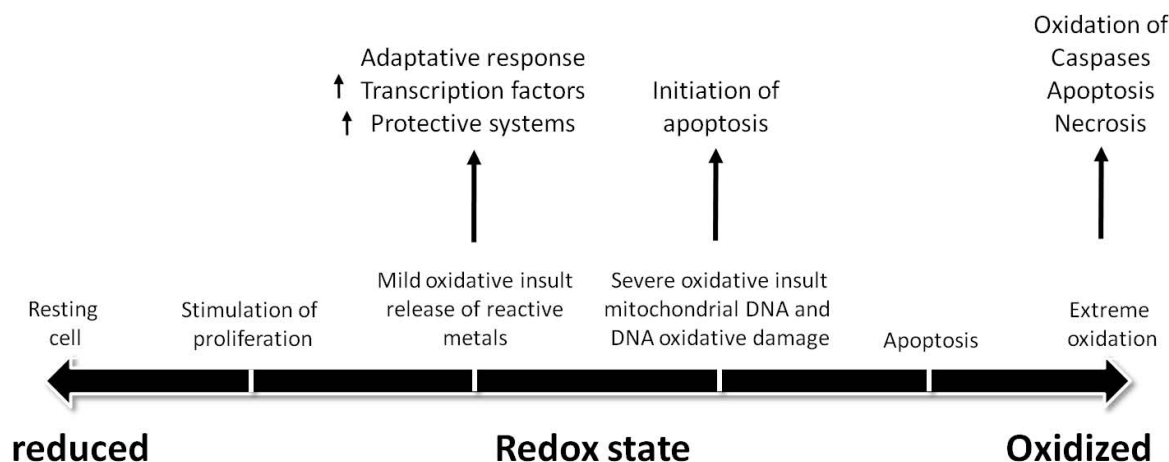 Adaptative response
Transcription factors
Protective systems
Initiation of
apoptosis
Oxidation of
Caspases
Apoptosis
Necrosis
Resting
cell
Stimulation of
proliferation
Mild oxidative insult
release of reactive
metals
Severe oxidative insult
mitochondrial DNA and
DNA oxidative damage
Apoptosis
Extreme
oxidation
reduced
Redox state
Oxidized